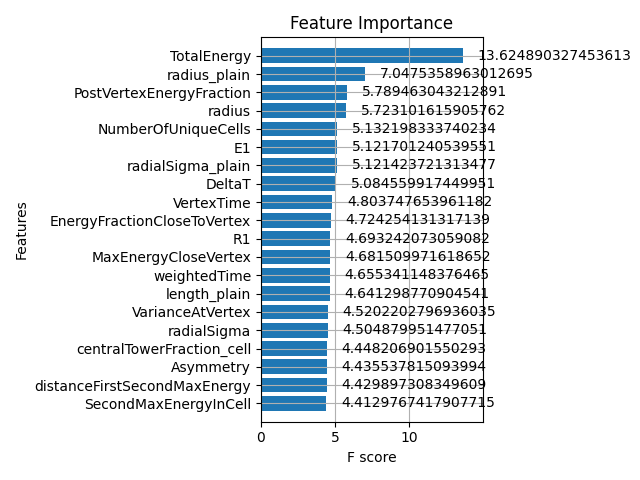 Feature Importance
TotalEnergy 13.624890327453613
radius_plain 7.0475358963012695
PostVertexEnergyFraction 5.789463043212891
radius 5.723101615905762
NumberOfUniqueCells 5.132198333740234
E1 5.121701240539551
radialSigma_plain 5.121423721313477
DeltaT 5.084559917449951
VertexTime 4.803747653961182
EnergyFractionCloseToVertex 4.724254131317139
R1 4.693242073059082
MaxEnergyCloseVertex 4.681509971618652
weightedTime 4.655341148376465
length_plain 4.641298770904541
VarianceAtVertex 4.5202202796936035
radialSigma 4.504879951477051
centralTowerFraction_cell 4.448206901550293
Asymmetry 4.435537815093994
distanceFirstSecondMaxEnergy 4.429897308349609
SecondMaxEnergyInCell 4.4129767417907715
Features
0 5 10
F score